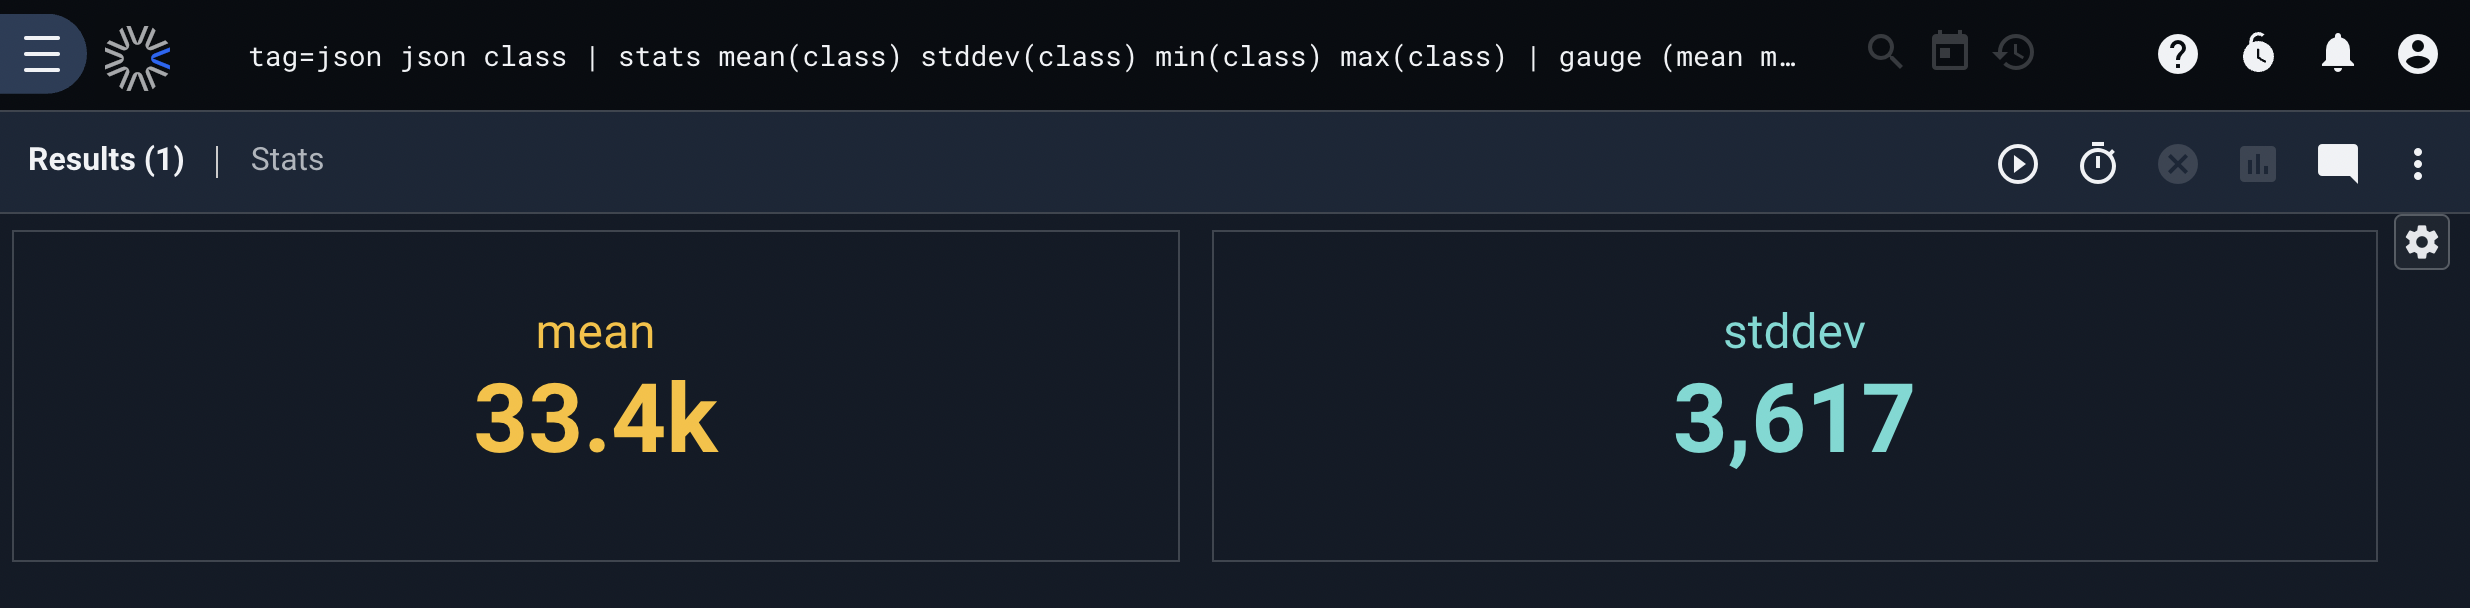 tag=json json class | stats mean(class) stddev(class) min(class) max(class) | gauge (mean m…
Results (1) | Stats
mean
33.4k
stddev
3,617